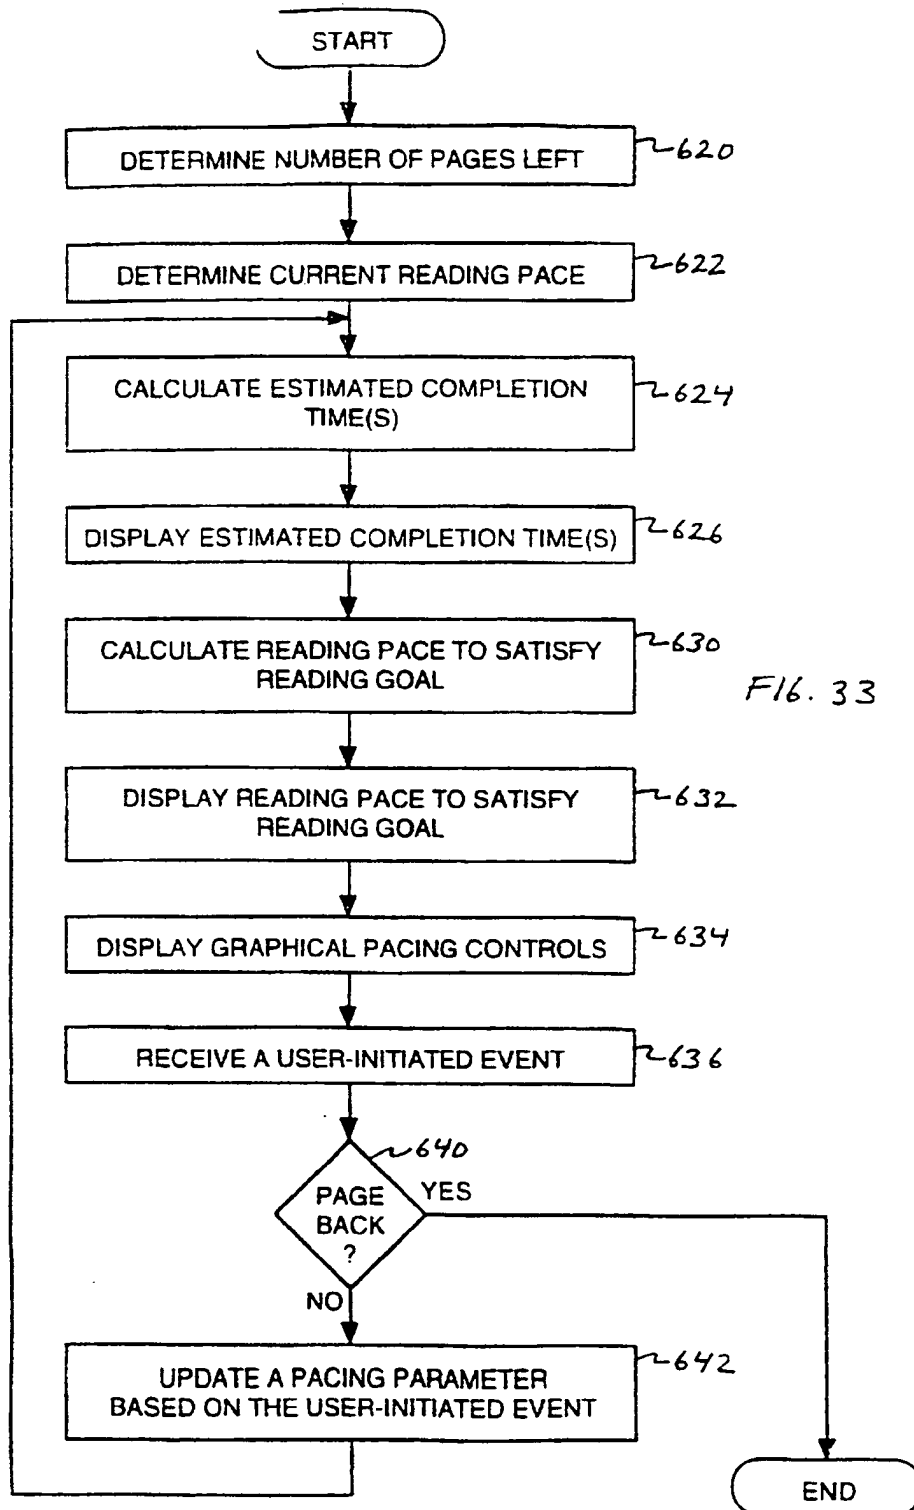 START
DETERMINE NUMBER OF PAGES LEFT
620
DETERMINE CURRENT READING PACE
622
CALCULATE ESTIMATED COMPLETION
TIME(S)
624
DISPLAY ESTIMATED COMPLETION TIME(S)
626
CALCULATE READING PACE TO SATISFY
READING GOAL
630
FIG. 33
DISPLAY READING PACE TO SATISFY
READING GOAL
632
DISPLAY GRAPHICAL PACING CONTROLS
634
RECEIVE A USER-INITIATED EVENT
636
640
PAGE
BACK
?
YES
NO
UPDATE A PACING PARAMETER
BASED ON THE USER-INITIATED EVENT
642
END